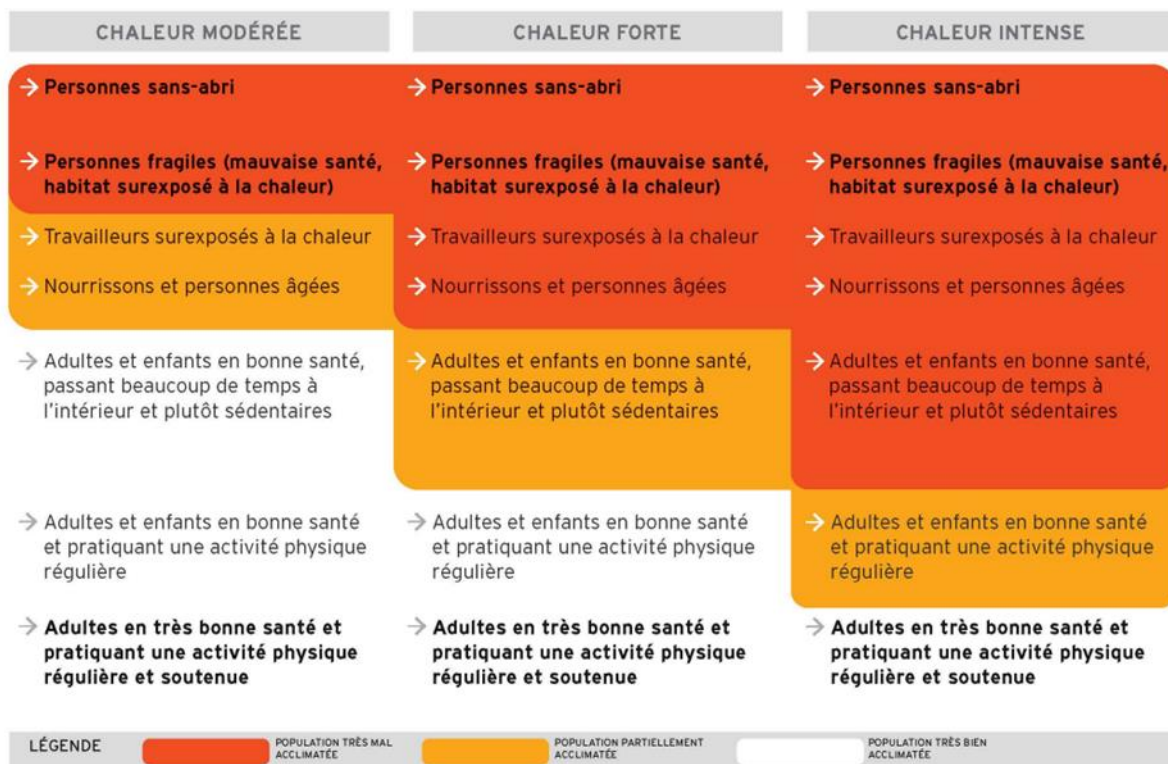 CHALEUR MODÉRÉE
→ Personnes sans-abri
→ Personnes fragiles (mauvaise santé,
habitat surexposé à la chaleur)
→ Travailleurs surexposés à la chaleur
→ Nourrissons et personnes âgées
→ Adultes et enfants en bonne santé,
passant beaucoup de temps à
l'intérieur et plutôt sédentaires
→ Adultes et enfants en bonne santé
et pratiquant une activité physique
régulière
→ Adultes en très bonne santé et
pratiquant une activité physique
régulière et soutenue
CHALEUR FORTE
→ Personnes sans-abri
→ Personnes fragiles (mauvaise santé,
habitat surexposé à la chaleur)
→ Travailleurs surexposés à la chaleur
→ Nourrissons et personnes âgées
→ Adultes et enfants en bonne santé,
passant beaucoup de temps à
l'intérieur et plutôt sédentaires
→ Adultes et enfants en bonne santé
et pratiquant une activité physique
régulière
→ Adultes en très bonne santé et
pratiquant une activité physique
régulière et soutenue
CHALEUR INTENSE
→ Personnes sans-abri
→ Personnes fragiles (mauvaise santé,
habitat surexposé à la chaleur)
→ Travailleurs surexposés à la chaleur
→ Nourrissons et personnes âgées
→ Adultes et enfants en bonne santé,
passant beaucoup de temps à
l'intérieur et plutôt sédentaires
→ Adultes et enfants en bonne santé
et pratiquant une activité physique
régulière
→ Adultes en très bonne santé et
pratiquant une activité physique
régulière et soutenue
LÉGENDE
POPULATION TRÈS MAL
ACCLIMATÉE
POPULATION PARTIELLEMENT
ACCLIMATÉE
POPULATION TRÈS BIEN
ACCLIMATÉE